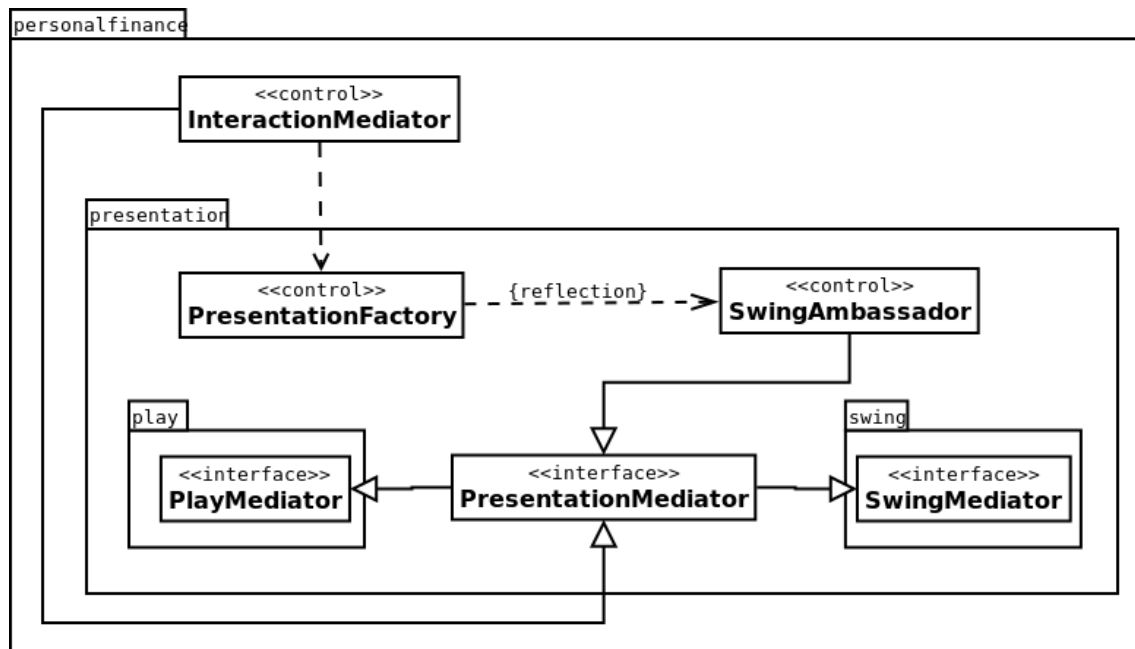 personalfinance
<<control>>
InteractionMediator
presentation
<<control>>
PresentationFactory
{reflection}
<<control>>
SwingAmbassador
play
<<interface>>
PlayMediator
<<interface>>
PresentationMediator
swing
<<interface>>
SwingMediator